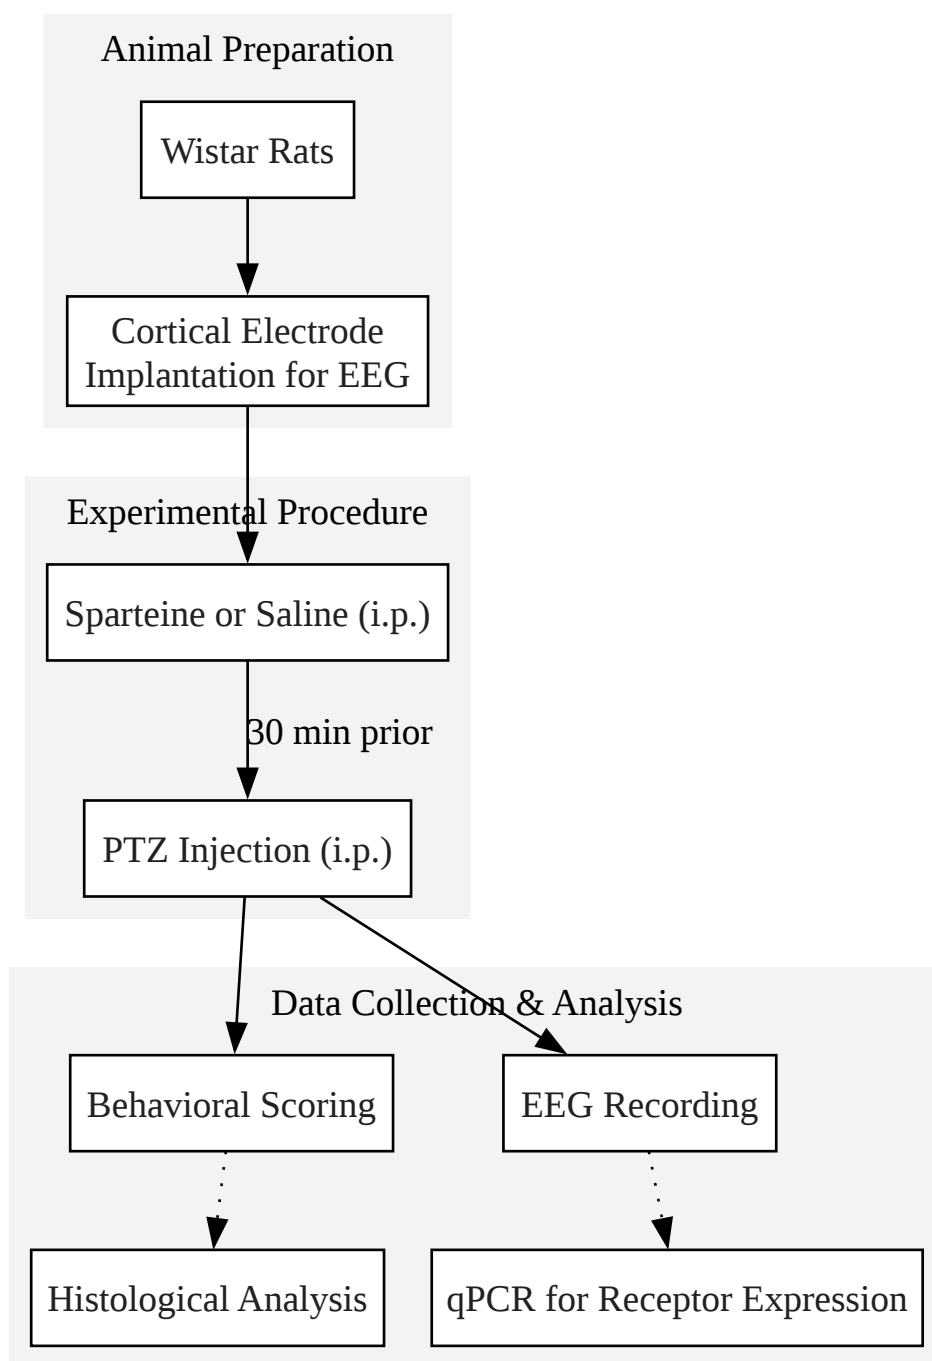 Animal Preparation
Wistar Rats
Cortical Electrode
Implantation for EEG
Experimental Procedure
Sparteine or Saline (i.p.)
30 min prior
PTZ Injection (i.p.)
Data Collection & Analysis
Behavioral Scoring
EEG Recording
Histological Analysis
qPCR for Receptor Expression